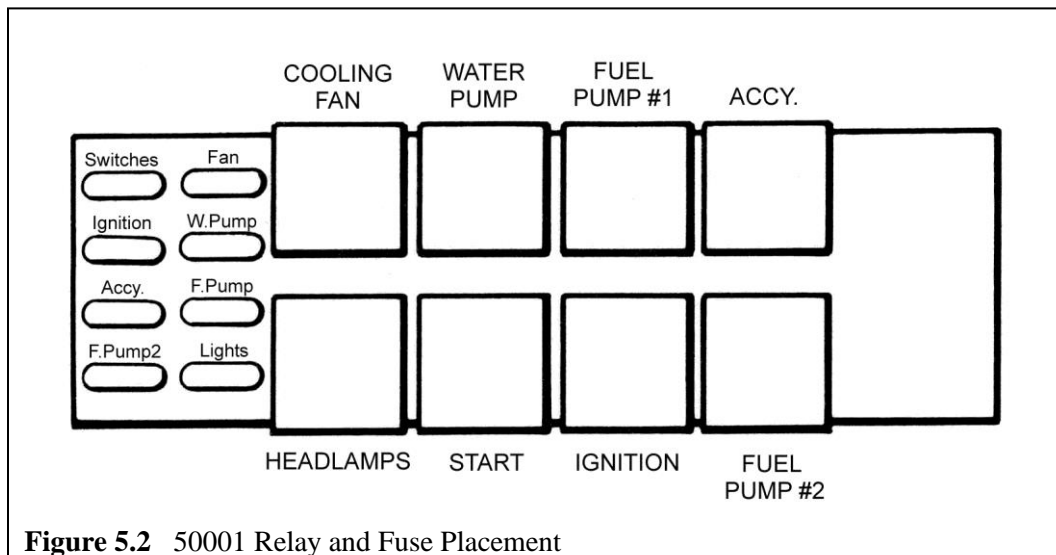 COOLING
FAN
WATER
PUMP
FUEL
PUMP #1
ACCY.
Switches
Fan
Ignition
W.Pump
Accy.
F.Pump
F.Pump2
Lights
HEADLAMPS
START
IGNITION
FUEL
PUMP #2
Figure 5.2 50001 Relay and Fuse Placement